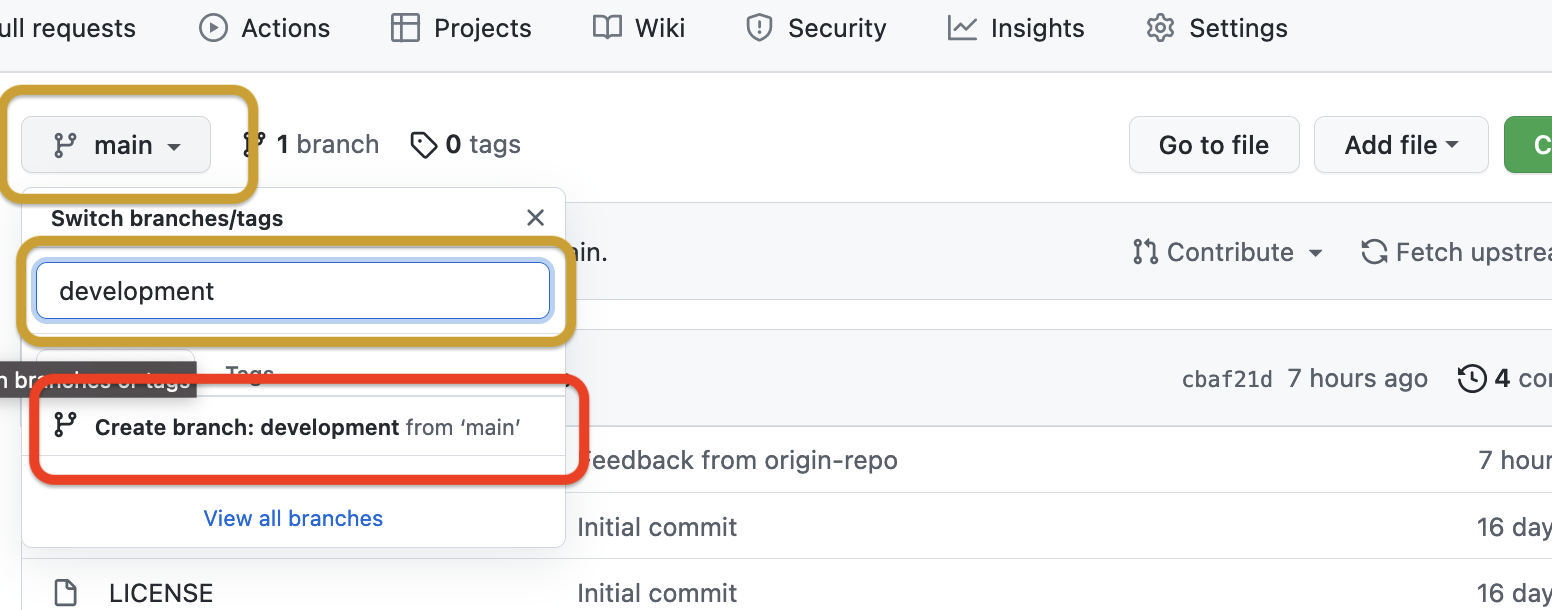 ull requests Actions Projects Wiki Security Insights Settings
main 1 branch 0 tags Go to file Add file C
Switch branches/tags
in. Contribute Fetch upstrea
development
n branches or tags Tags
cbaf21d 7 hours ago 4 co
Create branch: development from ‘main’
Feedback from origin-repo 7 hour
View all branches
Initial commit 16 day
LICENSE Initial commit 16 day